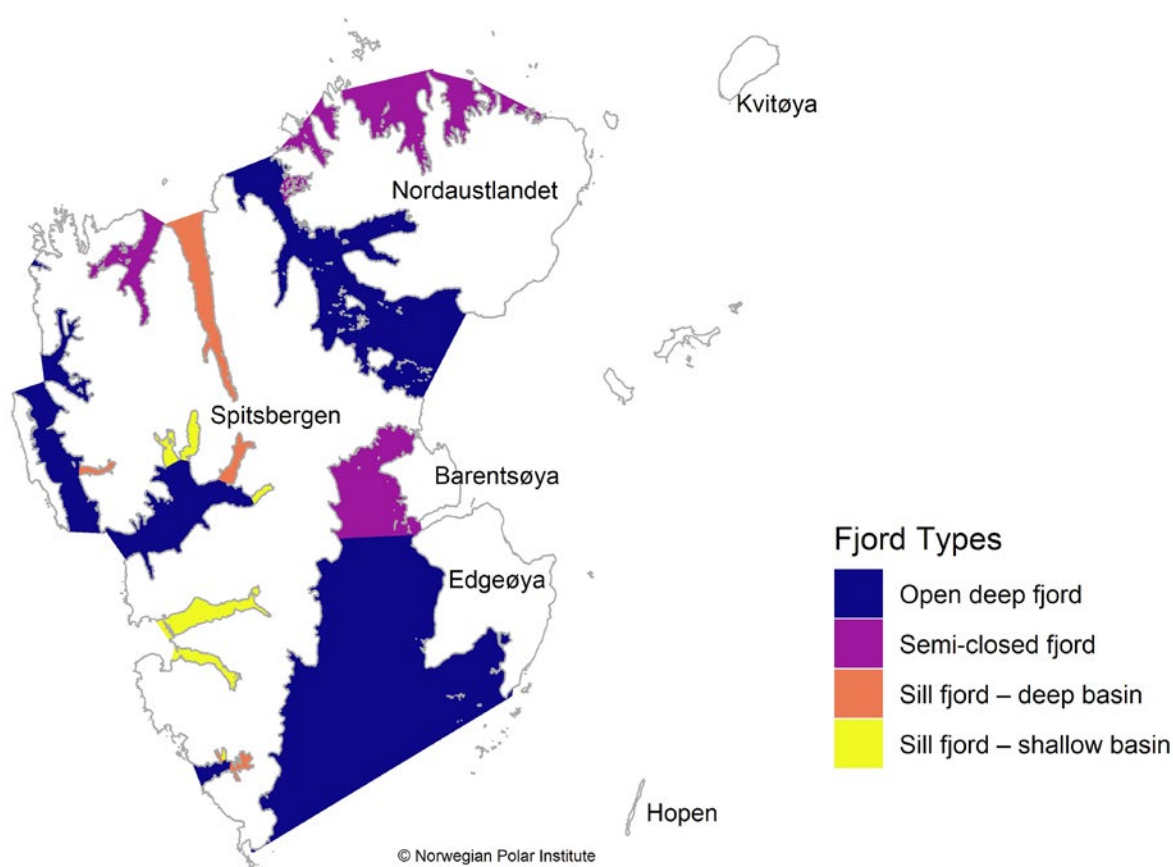 Kvitøya
Nordaustlandet
Spitsbergen
Barentsøya
Edgeøya
Hopen
Fjord Types
Open deep fjord
Semi-closed fjord
Sill fjord – deep basin
Sill fjord – shallow basin
© Norwegian Polar Institute